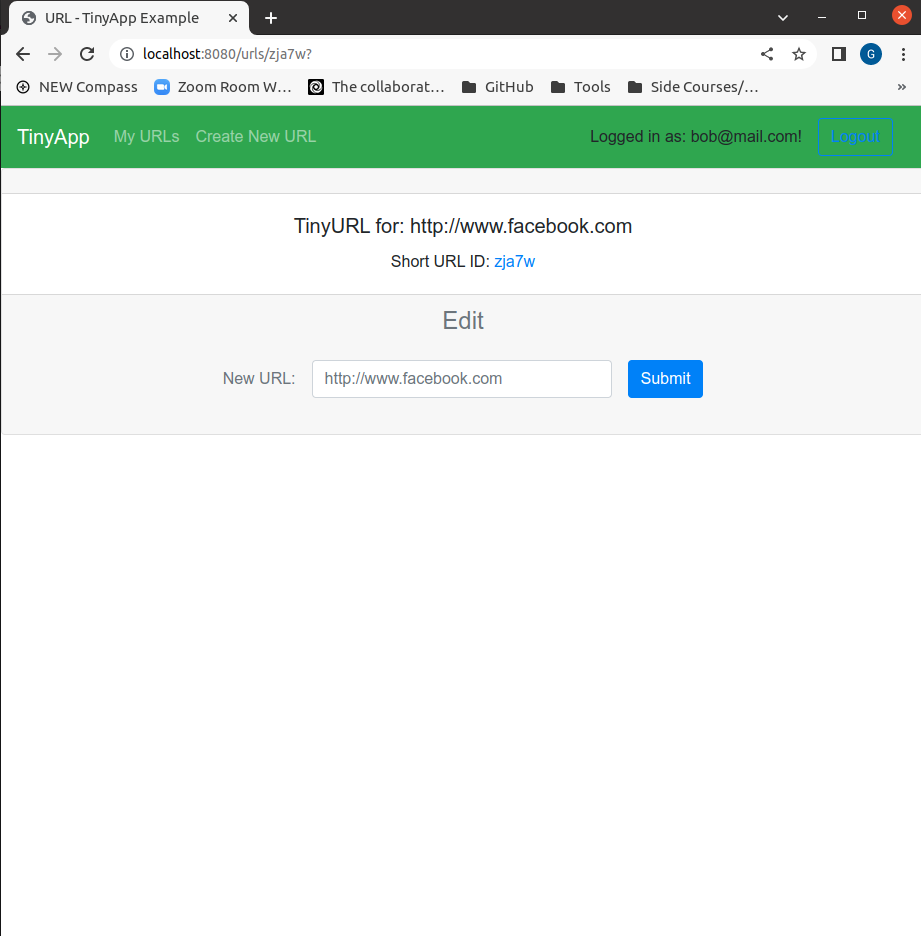 URL - TinyApp Example
localhost:8080/urls/zja7w?
G
NEW Compass Zoom Room W... The collaborat... GitHub Tools Side Courses/... »
TinyApp My URLs Create New URL Logged in as: bob@mail.com! Logout
TinyURL for: http://www.facebook.com
Short URL ID: zja7w
Edit
New URL: http://www.facebook.com Submit